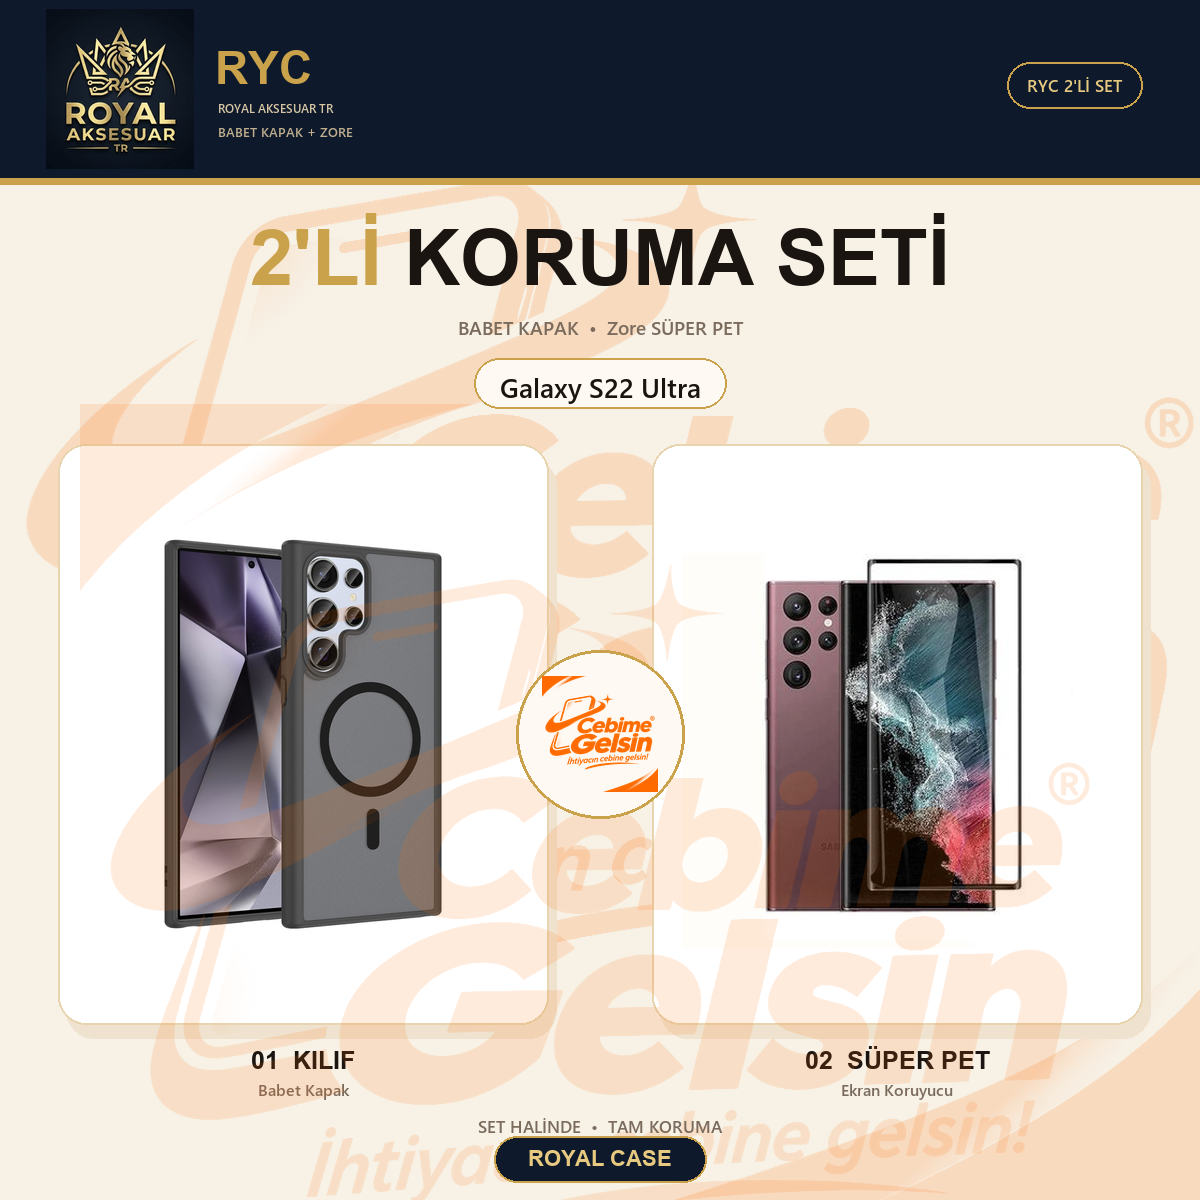 ROYAL
AKSESUAR
TR
RYC
ROYAL AKSESUAR TR
BABET KAPAK + ZORE
RYC 2'Lİ SET
2'Lİ KORUMA SETİ
BABET KAPAK • Zore SÜPER PET
Galaxy S22 Ultra
Cebime®
Gelsin
İhtiyacın cebine gelsin!
Cebime®
Gelsin
01 KILIF
Babet Kapak
02 SÜPER PET
Ekran Koruyucu
SET HALİNDE • TAM KORUMA
ROYAL CASE